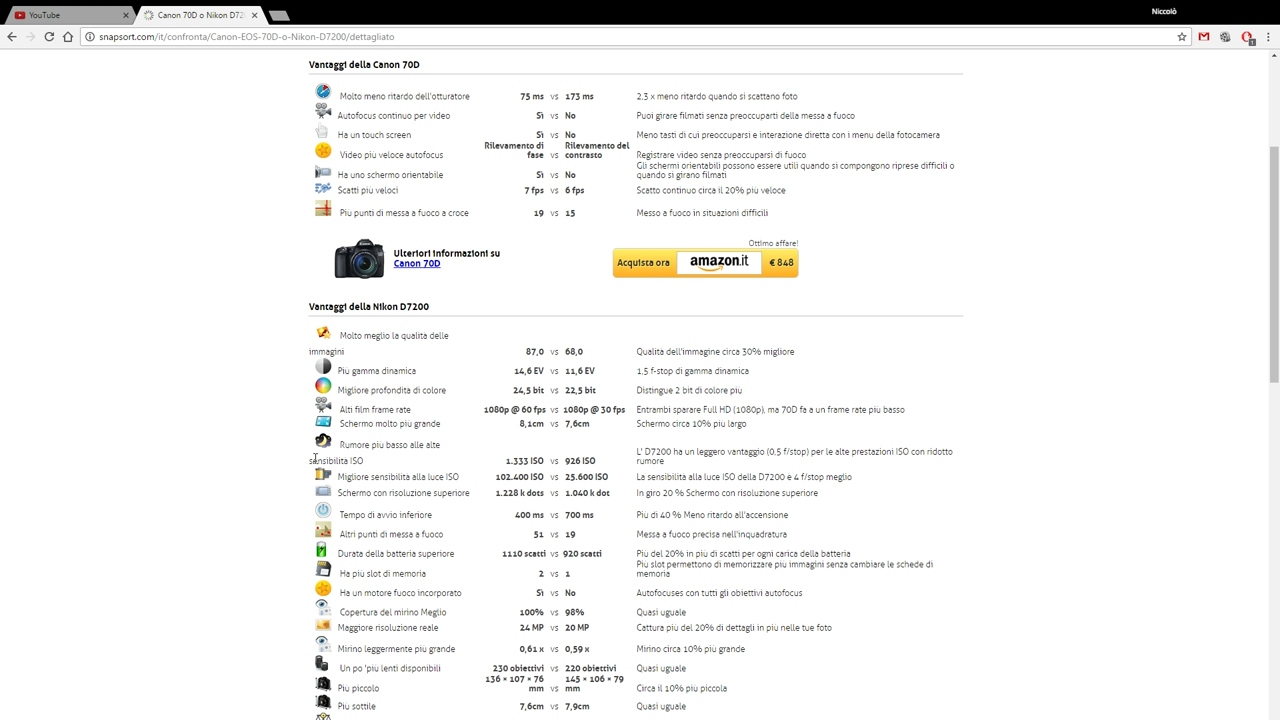 YouTube
Canon 70D o Nikon D72
Niccolò
snapsort.com/it/confronta/Canon-EOS-70D-o-Nikon-D7200/dettagliato
Vantaggi della Canon 70D
Molto meno ritardo dell'otturatore 75 ms vs 173 ms 2,3 x meno ritardo quando si scattano foto
Autofocus continuo per video Sì vs No Puoi girare filmati senza preoccuparti della messa a fuoco
Ha un touch screen Sì vs No Meno tasti di cui preoccuparsi e interazione diretta con i menu della fotocamera
Video più veloce autofocus Rilevamento di fase vs Rilevamento del contrasto Registrare video senza preoccuparsi di fuoco
Ha uno schermo orientabile Sì vs No Gli schermi orientabili possono essere utili quando si compongono riprese difficili o quando si girano filmati
Scatti più veloci 7 fps vs 6 fps Scatto continuo circa il 20% più veloce
Più punti di messa a fuoco a croce 19 vs 15 Messo a fuoco in situazioni difficili
Ottimo affare!
Ulteriori informazioni su
Canon 70D
Acquista ora amazon.it € 848
Vantaggi della Nikon D7200
Molto meglio la qualità delle
immagini 87,0 vs 68,0 Qualità dell'immagine circa 30% migliore
Più gamma dinamica 14,6 EV vs 11,6 EV 1,5 f-stop di gamma dinamica
Migliore profondità di colore 24,5 bit vs 22,5 bit Distingue 2 bit di colore più
Alti film frame rate 1080p @ 60 fps vs 1080p @ 30 fps Entrambi sparare Full HD (1080p), ma 70D fa a un frame rate più basso
Schermo molto più grande 8,1cm vs 7,6cm Schermo circa 10% più largo
Rumore più basso alle alte
sensibilità ISO 1.333 ISO vs 926 ISO L' D7200 ha un leggero vantaggio (0,5 f/stop) per le alte prestazioni ISO con ridotto rumore
Migliore sensibilità alla luce ISO 102.400 ISO vs 25.600 ISO La sensibilità alla luce ISO della D7200 è 4 f/stop meglio
Schermo con risoluzione superiore 1.228 k dots vs 1.040 k dot In giro 20 % Schermo con risoluzione superiore
Tempo di avvio inferiore 400 ms vs 700 ms Più di 40 % Meno ritardo all'accensione
Altri punti di messa a fuoco 51 vs 19 Messa a fuoco precisa nell'inquadratura
Durata della batteria superiore 1110 scatti vs 920 scatti Più del 20% in più di scatti per ogni carica della batteria
Ha più slot di memoria 2 vs 1 Più slot permettono di memorizzare più immagini senza cambiare le schede di memoria
Ha un motore fuoco incorporato Sì vs No Autofocuses con tutti gli obiettivi autofocus
Copertura del mirino Meglio 100% vs 98% Quasi uguale
Maggiore risoluzione reale 24 MP vs 20 MP Cattura più del 20% di dettagli in più nelle tue foto
Mirino leggermente più grande 0,61 x vs 0,59 x Mirino circa 10% più grande
Un po 'più lenti disponibili 230 obiettivi vs 220 obiettivi Quasi uguale
Più piccolo 136 × 107 × 76 mm vs 145 × 106 × 79 mm Circa il 10% più piccola
Più sottile 7,6cm vs 7,9cm Quasi uguale